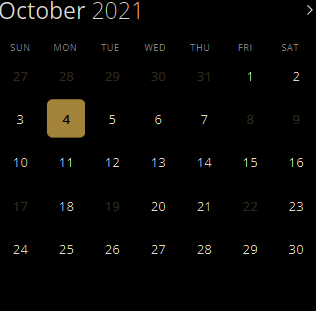 October 2021
SUN MON TUE WED THU FRI SAT
27 28 29 30 31 1 2
3 4 5 6 7 8 9
10 11 12 13 14 15 16
17 18 19 20 21 22 23
24 25 26 27 28 29 30